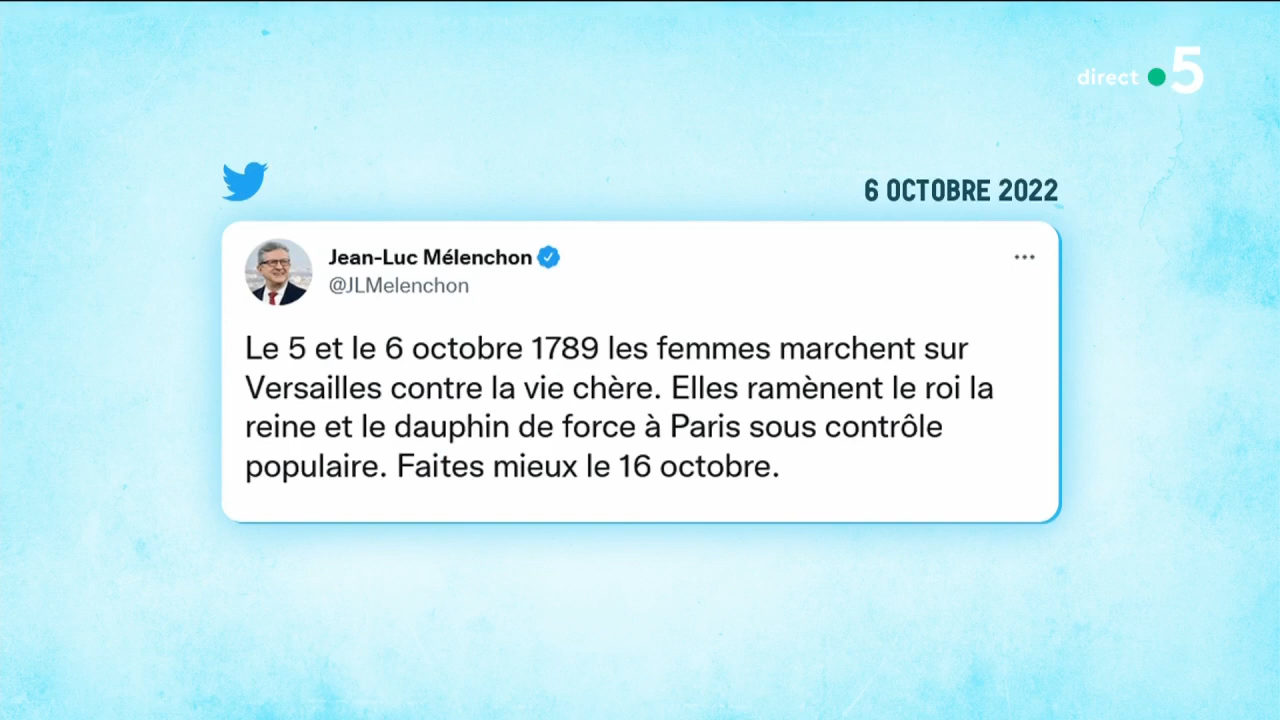 direct 5
6 OCTOBRE 2022
Jean-Luc Mélenchon
@JLMelenchon
Le 5 et le 6 octobre 1789 les femmes marchent sur
Versailles contre la vie chère. Elles ramènent le roi la
reine et le dauphin de force à Paris sous contrôle
populaire. Faites mieux le 16 octobre.